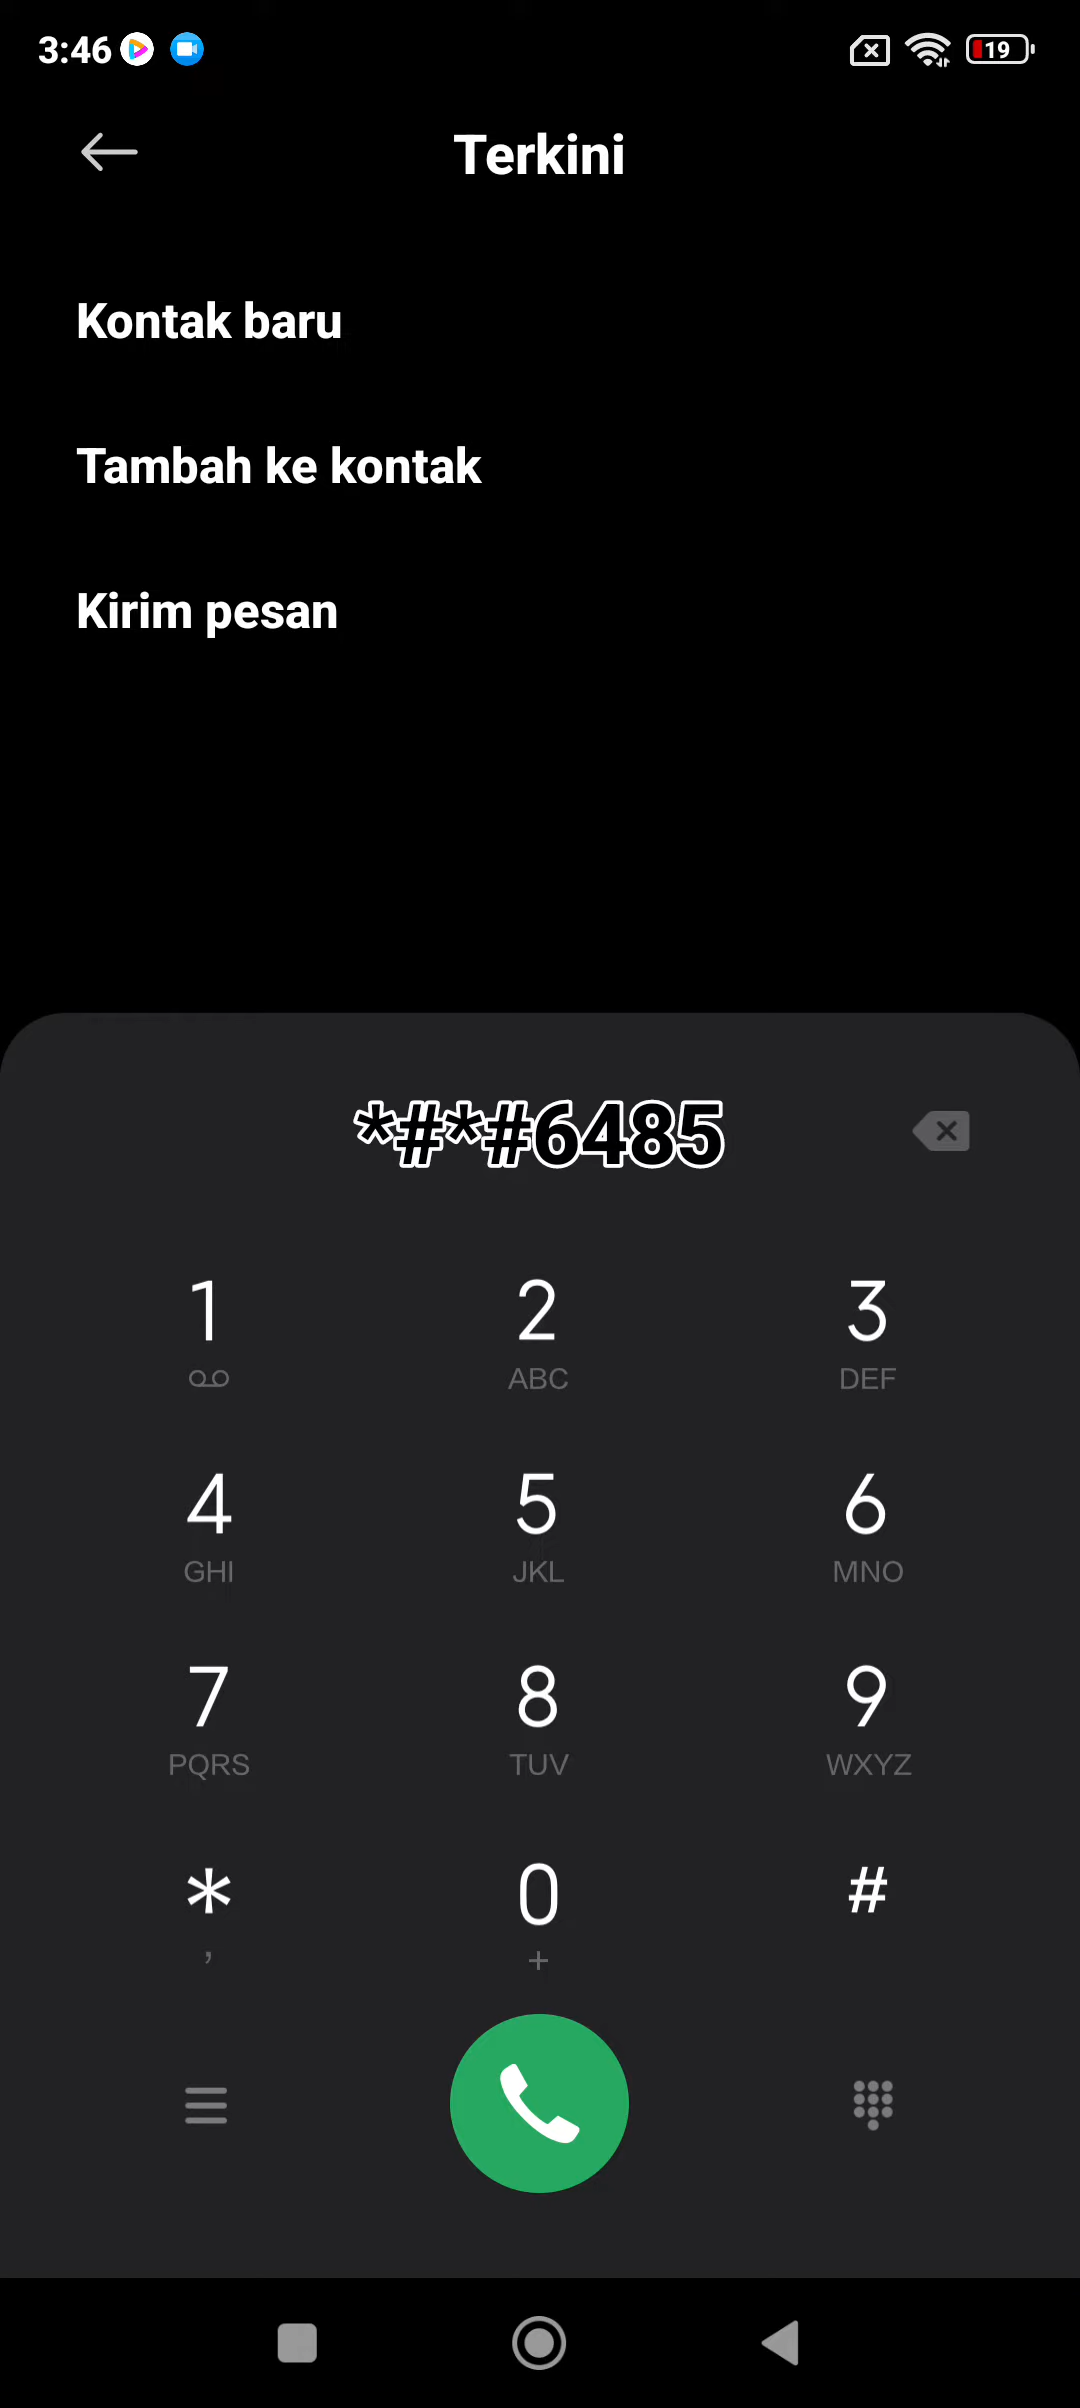 3:46
19
Terkini
Kontak baru
Tambah ke kontak
Kirim pesan
*#*#6485
1 2 3
ABC DEF
4 5 6
GHI JKL MNO
7 8 9
PQRS TUV WXYZ
* 0 #
, +